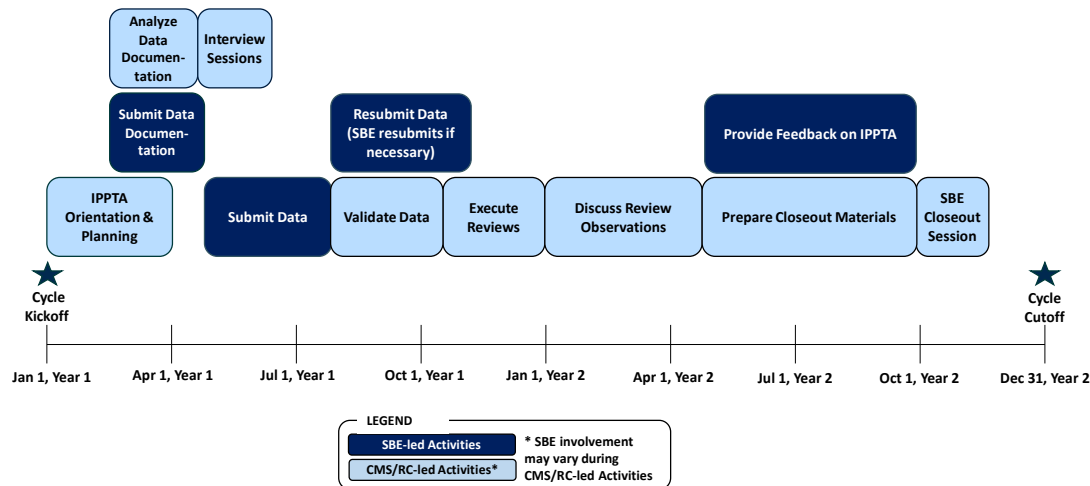 Analyze
Data
Documen-
tation
Interview
Sessions
Submit Data
Documen-
tation
Resubmit Data
(SBE resubmits if
necessary)
Provide Feedback on IPPTA
IPPTA
Orientation &
Planning
Submit Data
Validate Data
Execute
Reviews
Discuss Review
Observations
Prepare Closeout Materials
SBE
Closeout
Session
Cycle
Kickoff
Cycle
Cutoff
Jan 1, Year 1
Apr 1, Year 1
Jul 1, Year 1
Oct 1, Year 1
Jan 1, Year 2
Apr 1, Year 2
Jul 1, Year 2
Oct 1, Year 2
Dec 31, Year 2
LEGEND
SBE-led Activities
CMS/RC-led Activities*
* SBE involvement
may vary during
CMS/RC-led Activities